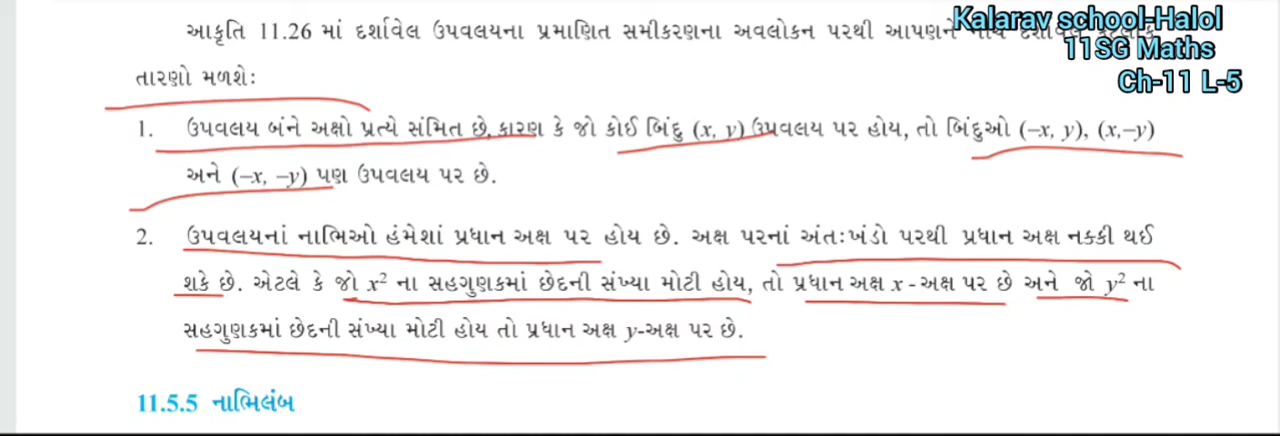 Kalarav school-Halol
11SG Maths
Ch-11 L-5
આકૃતિ 11.26 માં દર્શાવેલ ઉપવલયના પ્રમાણિત સમીકરણના અવલોકન પરથી આપણને
તારણો મળશે:
1. ઉપવલય બંને અક્ષો પ્રત્યે સંમિત છે, કારણ કે જો કોઈ બિંદુ (x, y) ઉપવલય પર હોય, તો બિંદુઓ (–x, y), (x,–y)
અને (–x, –y) પણ ઉપવલય પર છે.
2. ઉપવલયનાં નાભિઓ હંમેશાં પ્રધાન અક્ષ પર હોય છે. અક્ષ પરનાં અંતઃખંડો પરથી પ્રધાન અક્ષ નક્કી થઈ
શકે છે. એટલે કે જો x² ના સહગુણકમાં છેદની સંખ્યા મોટી હોય, તો પ્રધાન અક્ષ x - અક્ષ પર છે અને જો y² ના
સહગુણકમાં છેદની સંખ્યા મોટી હોય તો પ્રધાન અક્ષ y-અક્ષ પર છે.
11.5.5 નાભિલંબ